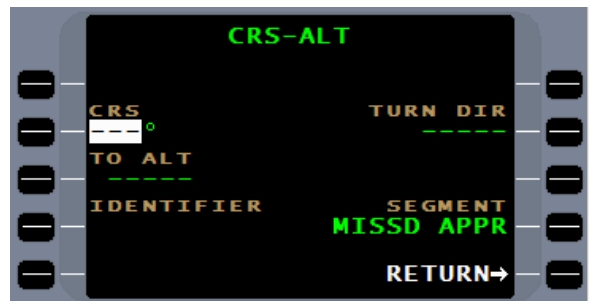 CRS-ALT
CRS TURN DIR
---° -----
TO ALT
-----
IDENTIFIER SEGMENT
MISSD APPR
RETURN→